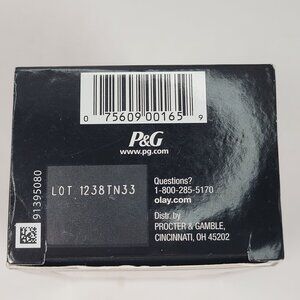 0 75609 00165 9
P&G
www.pg.com
Questions?
1-800-285-5170
olay.com
LOT 1238TN33
Distr. by
PROCTER & GAMBLE,
CINCINNATI, OH 45202
91395080